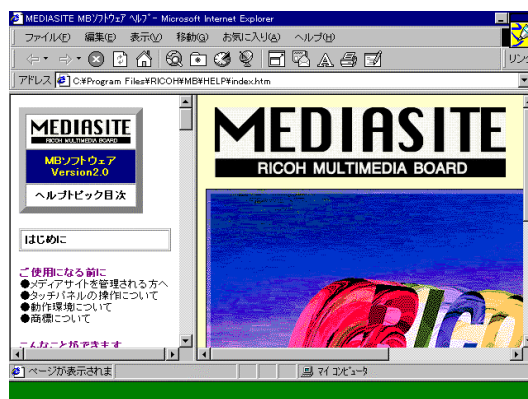 MEDIASITE MBソフトウェア ヘルプ - Microsoft Internet Explorer
ファイル(F) 編集(E) 表示(V) 移動(G) お気に入り(A) ヘルプ(H)
アドレス C:¥Program Files¥RICOH¥MB¥HELP¥index.htm
リンク
MEDIASITE
RICOH MULTIMEDIA BOARD
MBソフトウェア
Version2.0
ヘルプトピック目次
はじめに
ご使用になる前に
●メディアサイトを管理される方へ
●タッチパネルの操作について
●動作環境について
●商標について
こんなことができます
MEDIASITE
RICOH MULTIMEDIA BOARD
RICO
ページが表示されま
マイ コンピュータ